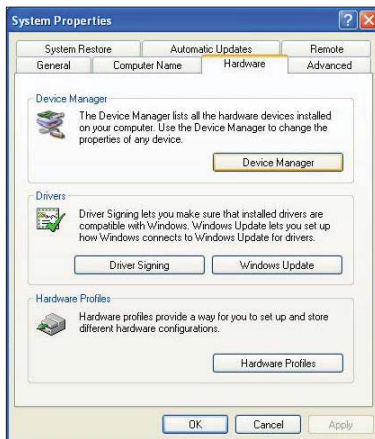 System Properties
System Restore Automatic Updates Remote
General Computer Name Hardware Advanced
Device Manager
The Device Manager lists all the hardware devices installed
on your computer. Use the Device Manager to change the
properties of any device.
Device Manager
Drivers
Driver Signing lets you make sure that installed drivers are
compatible with Windows. Windows Update lets you set up
how Windows connects to Windows Update for drivers.
Driver Signing Windows Update
Hardware Profiles
Hardware profiles provide a way for you to set up and store
different hardware configurations.
Hardware Profiles
OK Cancel Apply